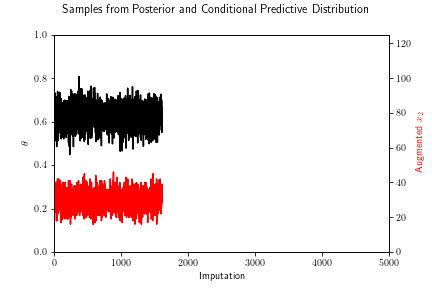 Samples from Posterior and Conditional Predictive Distribution
1.0
0.8
0.6
0.4
0.2
0.0
θ
120
100
80
60
40
20
0
Augmented x₂
0 1000 2000 3000 4000 5000
Imputation